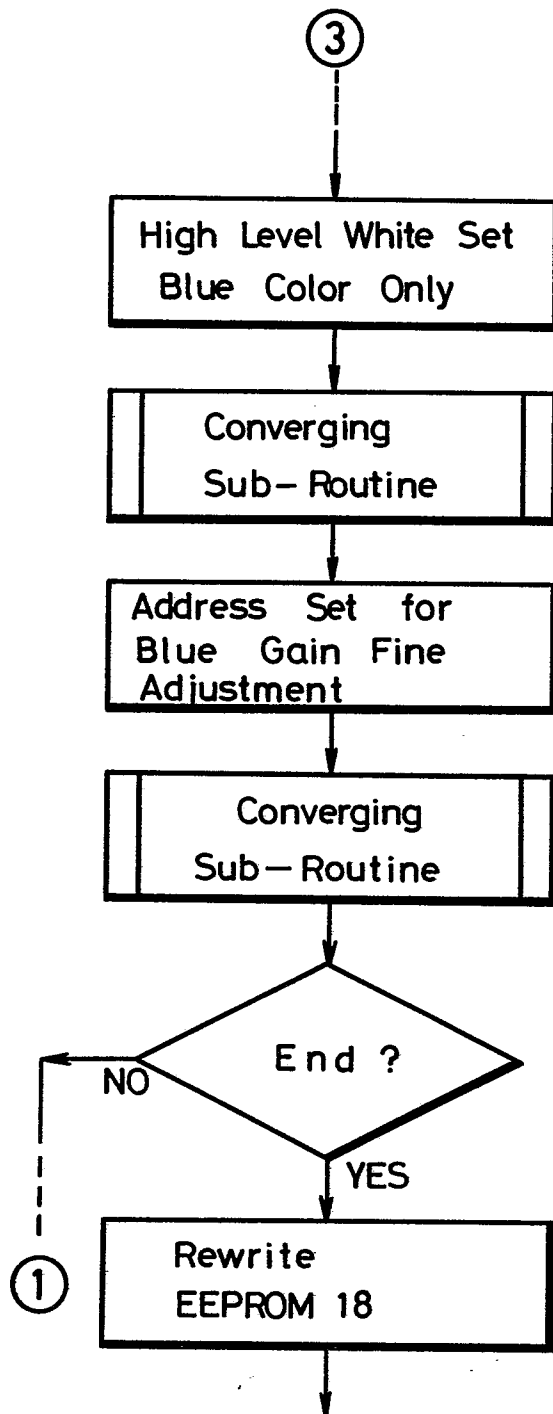 3
High Level White Set
Blue Color Only
Converging
Sub-Routine
Address Set for
Blue Gain Fine
Adjustment
Converging
Sub-Routine
End ?
NO
YES
1
Rewrite
EEPROM 18